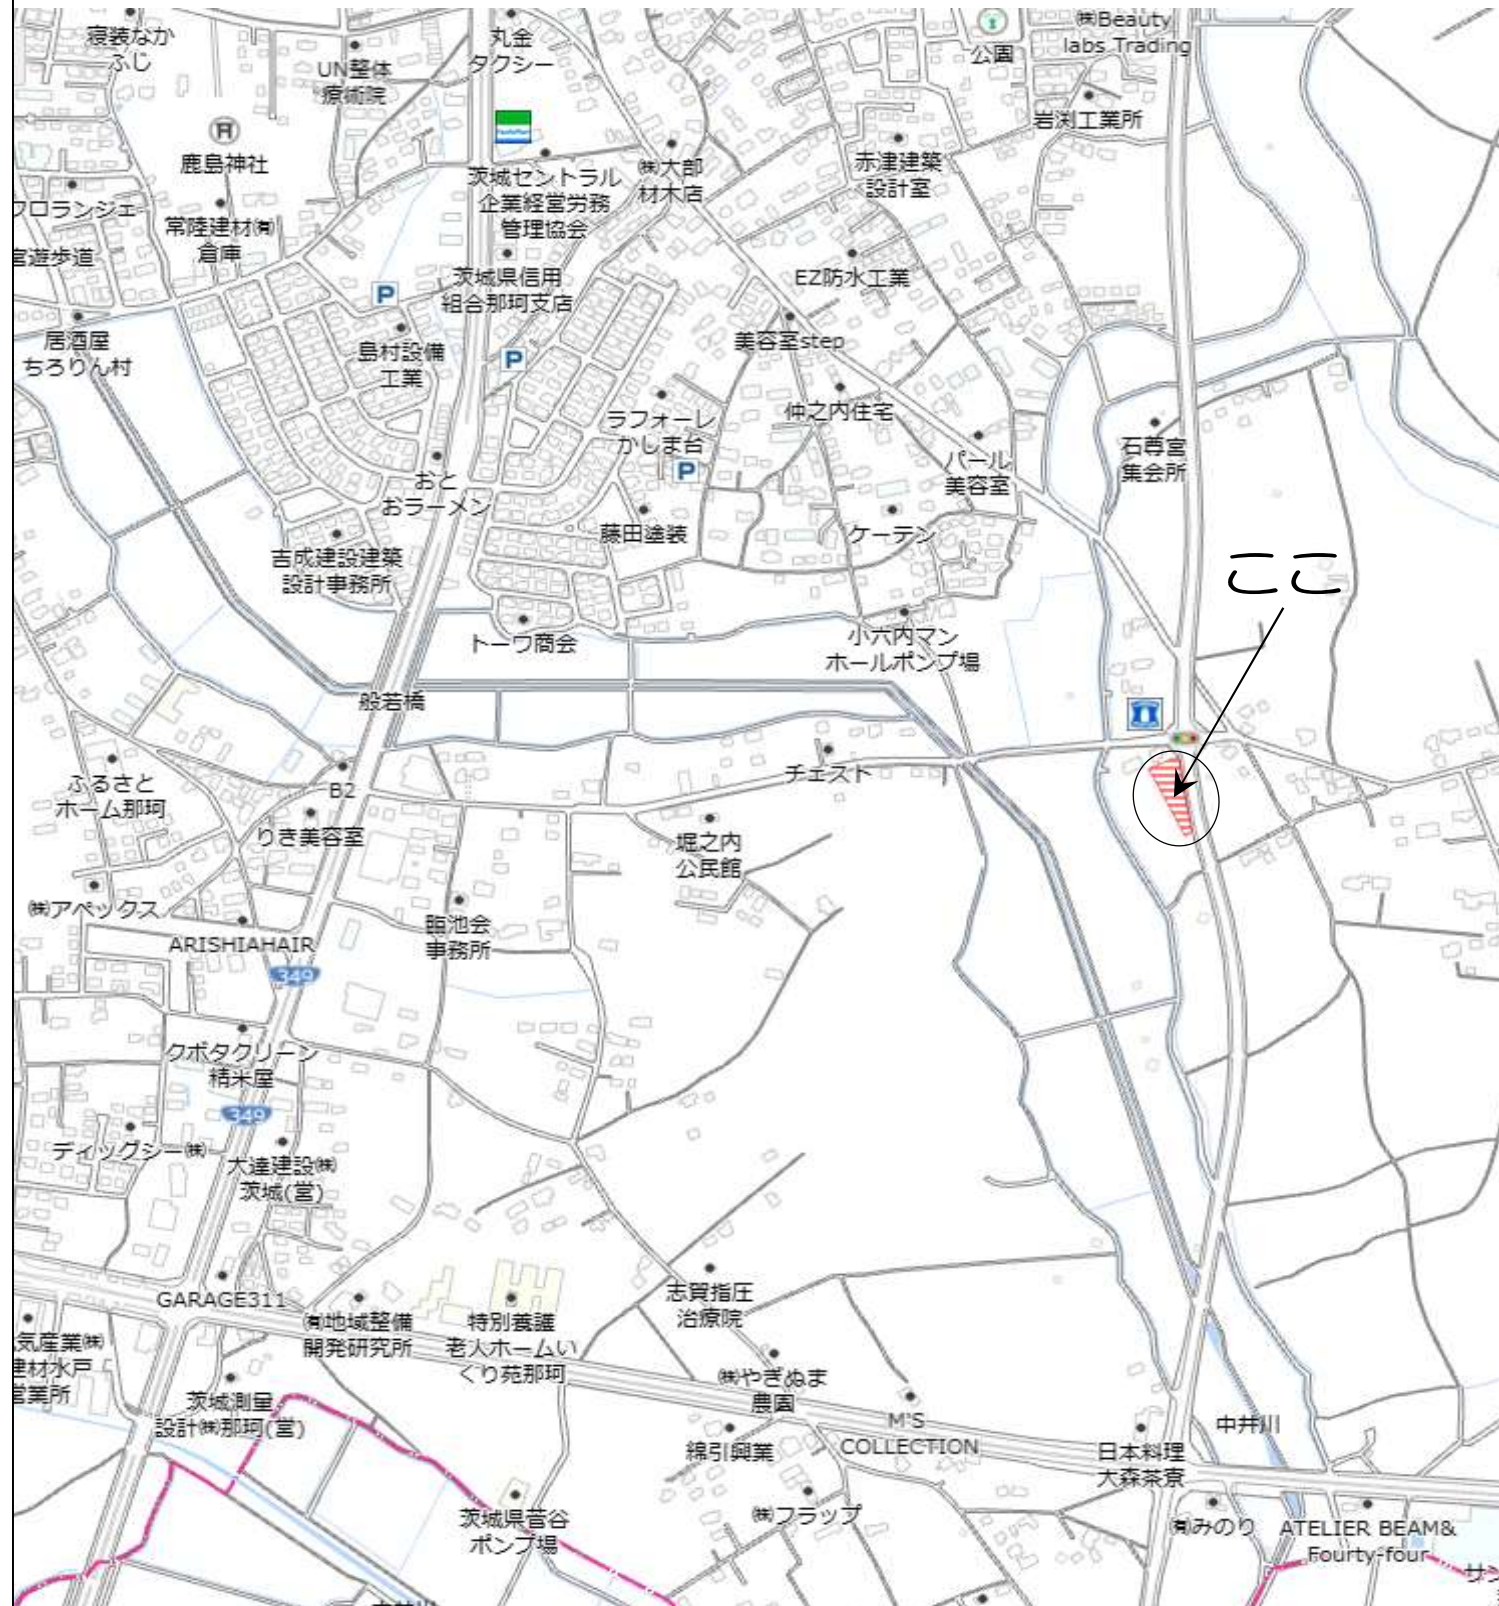 寝装なか
ふじ
丸金
タクシー
UN整体
療術院
公園
㈱Beauty
labs Trading
岩渕工業所
鹿島神社
FamilyMart
茨城セントラル
企業経営労務
管理協会
㈱大部
材木店
赤津建築
設計室
フロランジェ
常陸建材㈲
倉庫
宮遊歩道
茨城県信用
組合那珂支店
EZ防水工業
P
居酒屋
ちろりん村
島村設備
工業
P
美容室step
ラフォーレ
かしま台
仲之内住宅
P
石尊宮
集会所
パール
美容室
おと
おラーメン
藤田塗装
ケーテン
吉成建設建築
設計事務所
ここ
トーワ商会
小六内マン
ホールポンプ場
般若橋
ふるさと
ホーム那珂
B2
チェスト
りき美容室
堀之内
公民館
㈱アペックス
ARISHIAHAIR
臨池会
事務所
349
クボタクリーン
精米屋
349
ディッグシー㈱
大達建設㈱
茨城(営)
GARAGE311
㈲地域整備
開発研究所
特別養護
老人ホームい
くり苑那珂
志賀指圧
治療院
気産業㈱
建材水戸
営業所
茨城測量
設計㈱那珂(営)
㈱やぎぬま
農園
M'S
COLLECTION
綿引興業
中井川
日本料理
大森茶寮
茨城県菅谷
ポンプ場
㈱フラップ
㈲みのり
ATELIER BEAM&
Fourty-four
サン